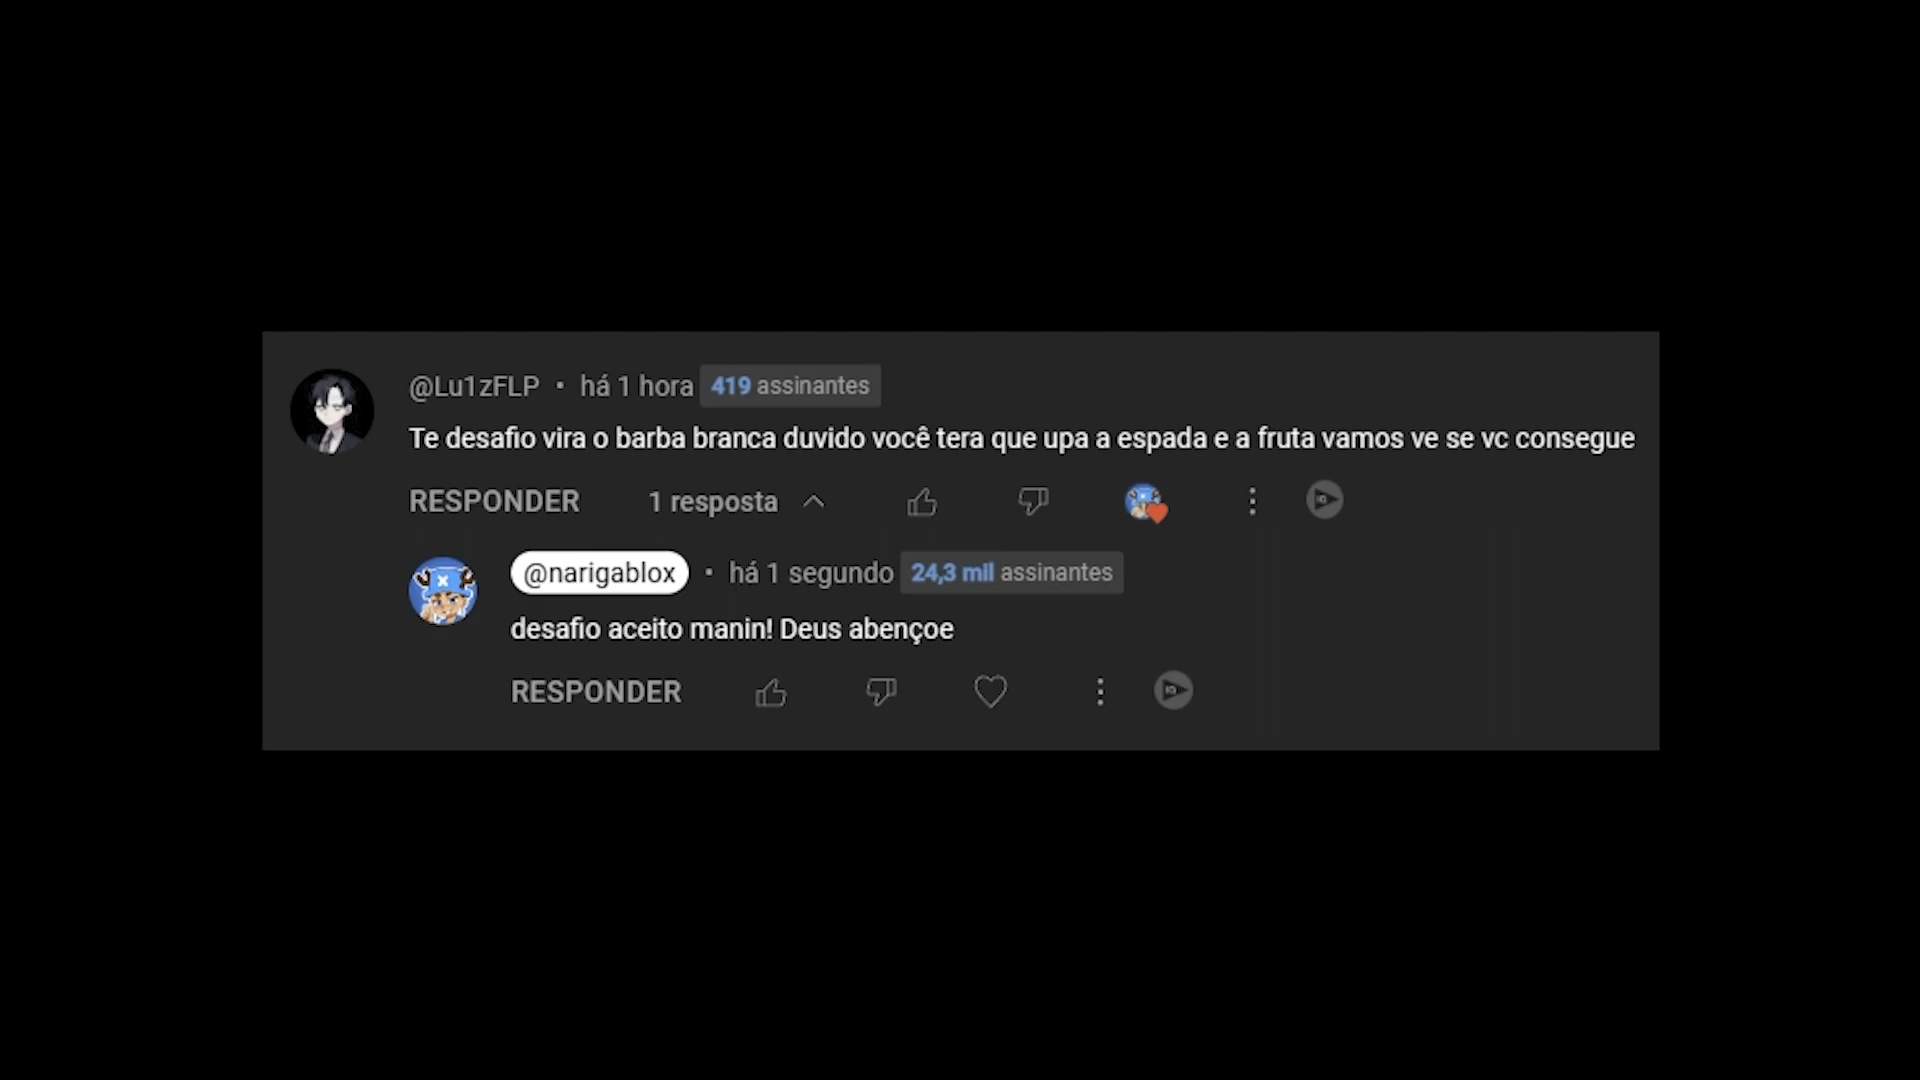 @Lu1zFLP • há 1 hora 419 assinantes
Te desafio vira o barba branca duvido você tera que upa a espada e a fruta vamos ve se vc consegue
RESPONDER 1 resposta
@narigablox • há 1 segundo 24,3 mil assinantes
desafio aceito manin! Deus abençoe
RESPONDER